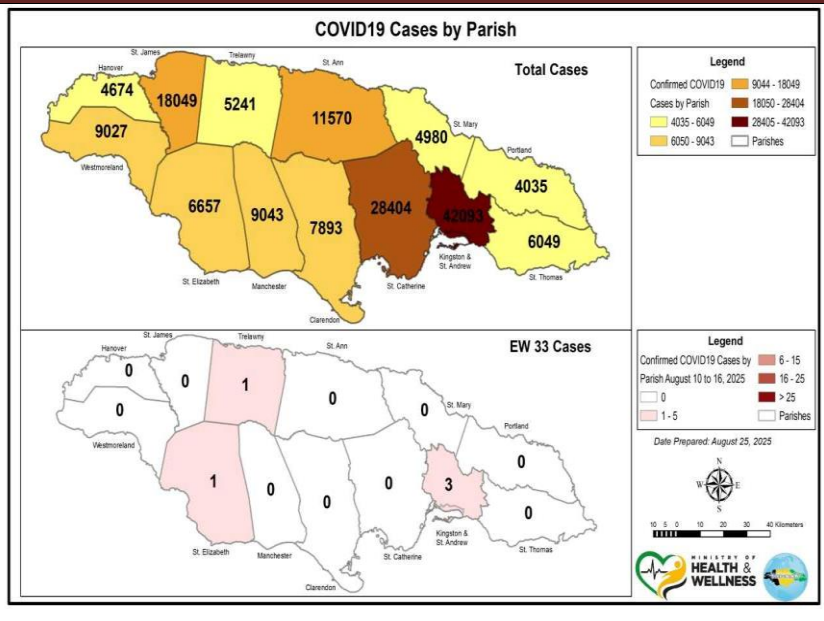 COVID19 Cases by Parish
Total Cases
St. James
Trelawny
St. Ann
Hanover
4674
18049
5241
11570
4980
St. Mary
Portland
9027
Westmoreland
4035
6657
9043
7893
28404
42093
6049
St. Elizabeth
Manchester
Clarendon
St. Catherine
Kingston &
St. Andrew
St. Thomas
Legend
Confirmed COVID19
Cases by Parish
4035 - 6049
6050 - 9043
9044 - 18049
18050 - 28404
28405 - 42093
Parishes
EW 33 Cases
St. James
Trelawny
St. Ann
Hanover
0
0
1
0
0
St. Mary
Portland
0
Westmoreland
0
1
0
0
0
3
0
St. Elizabeth
Manchester
Clarendon
St. Catherine
Kingston &
St. Andrew
St. Thomas
Legend
Confirmed COVID19 Cases by
Parish August 10 to 16, 2025
0
1 - 5
6 - 15
16 - 25
> 25
Parishes
Date Prepared: August 25, 2025
N
W
E
S
10 5 0 10 20 30 40 Kilometers
MINISTRY OF
HEALTH &
WELLNESS